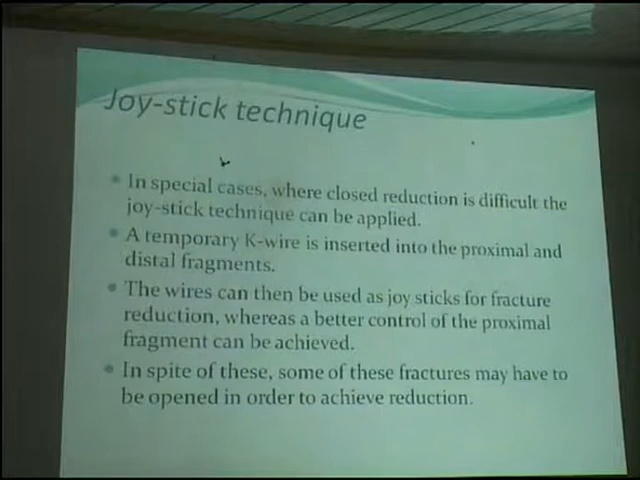 Joy-stick technique
In special cases, where closed reduction is difficult the
joy-stick technique can be applied.
A temporary K-wire is inserted into the proximal and
distal fragments.
The wires can then be used as joy sticks for fracture
reduction, whereas a better control of the proximal
fragment can be achieved.
In spite of these, some of these fractures may have to
be opened in order to achieve reduction.